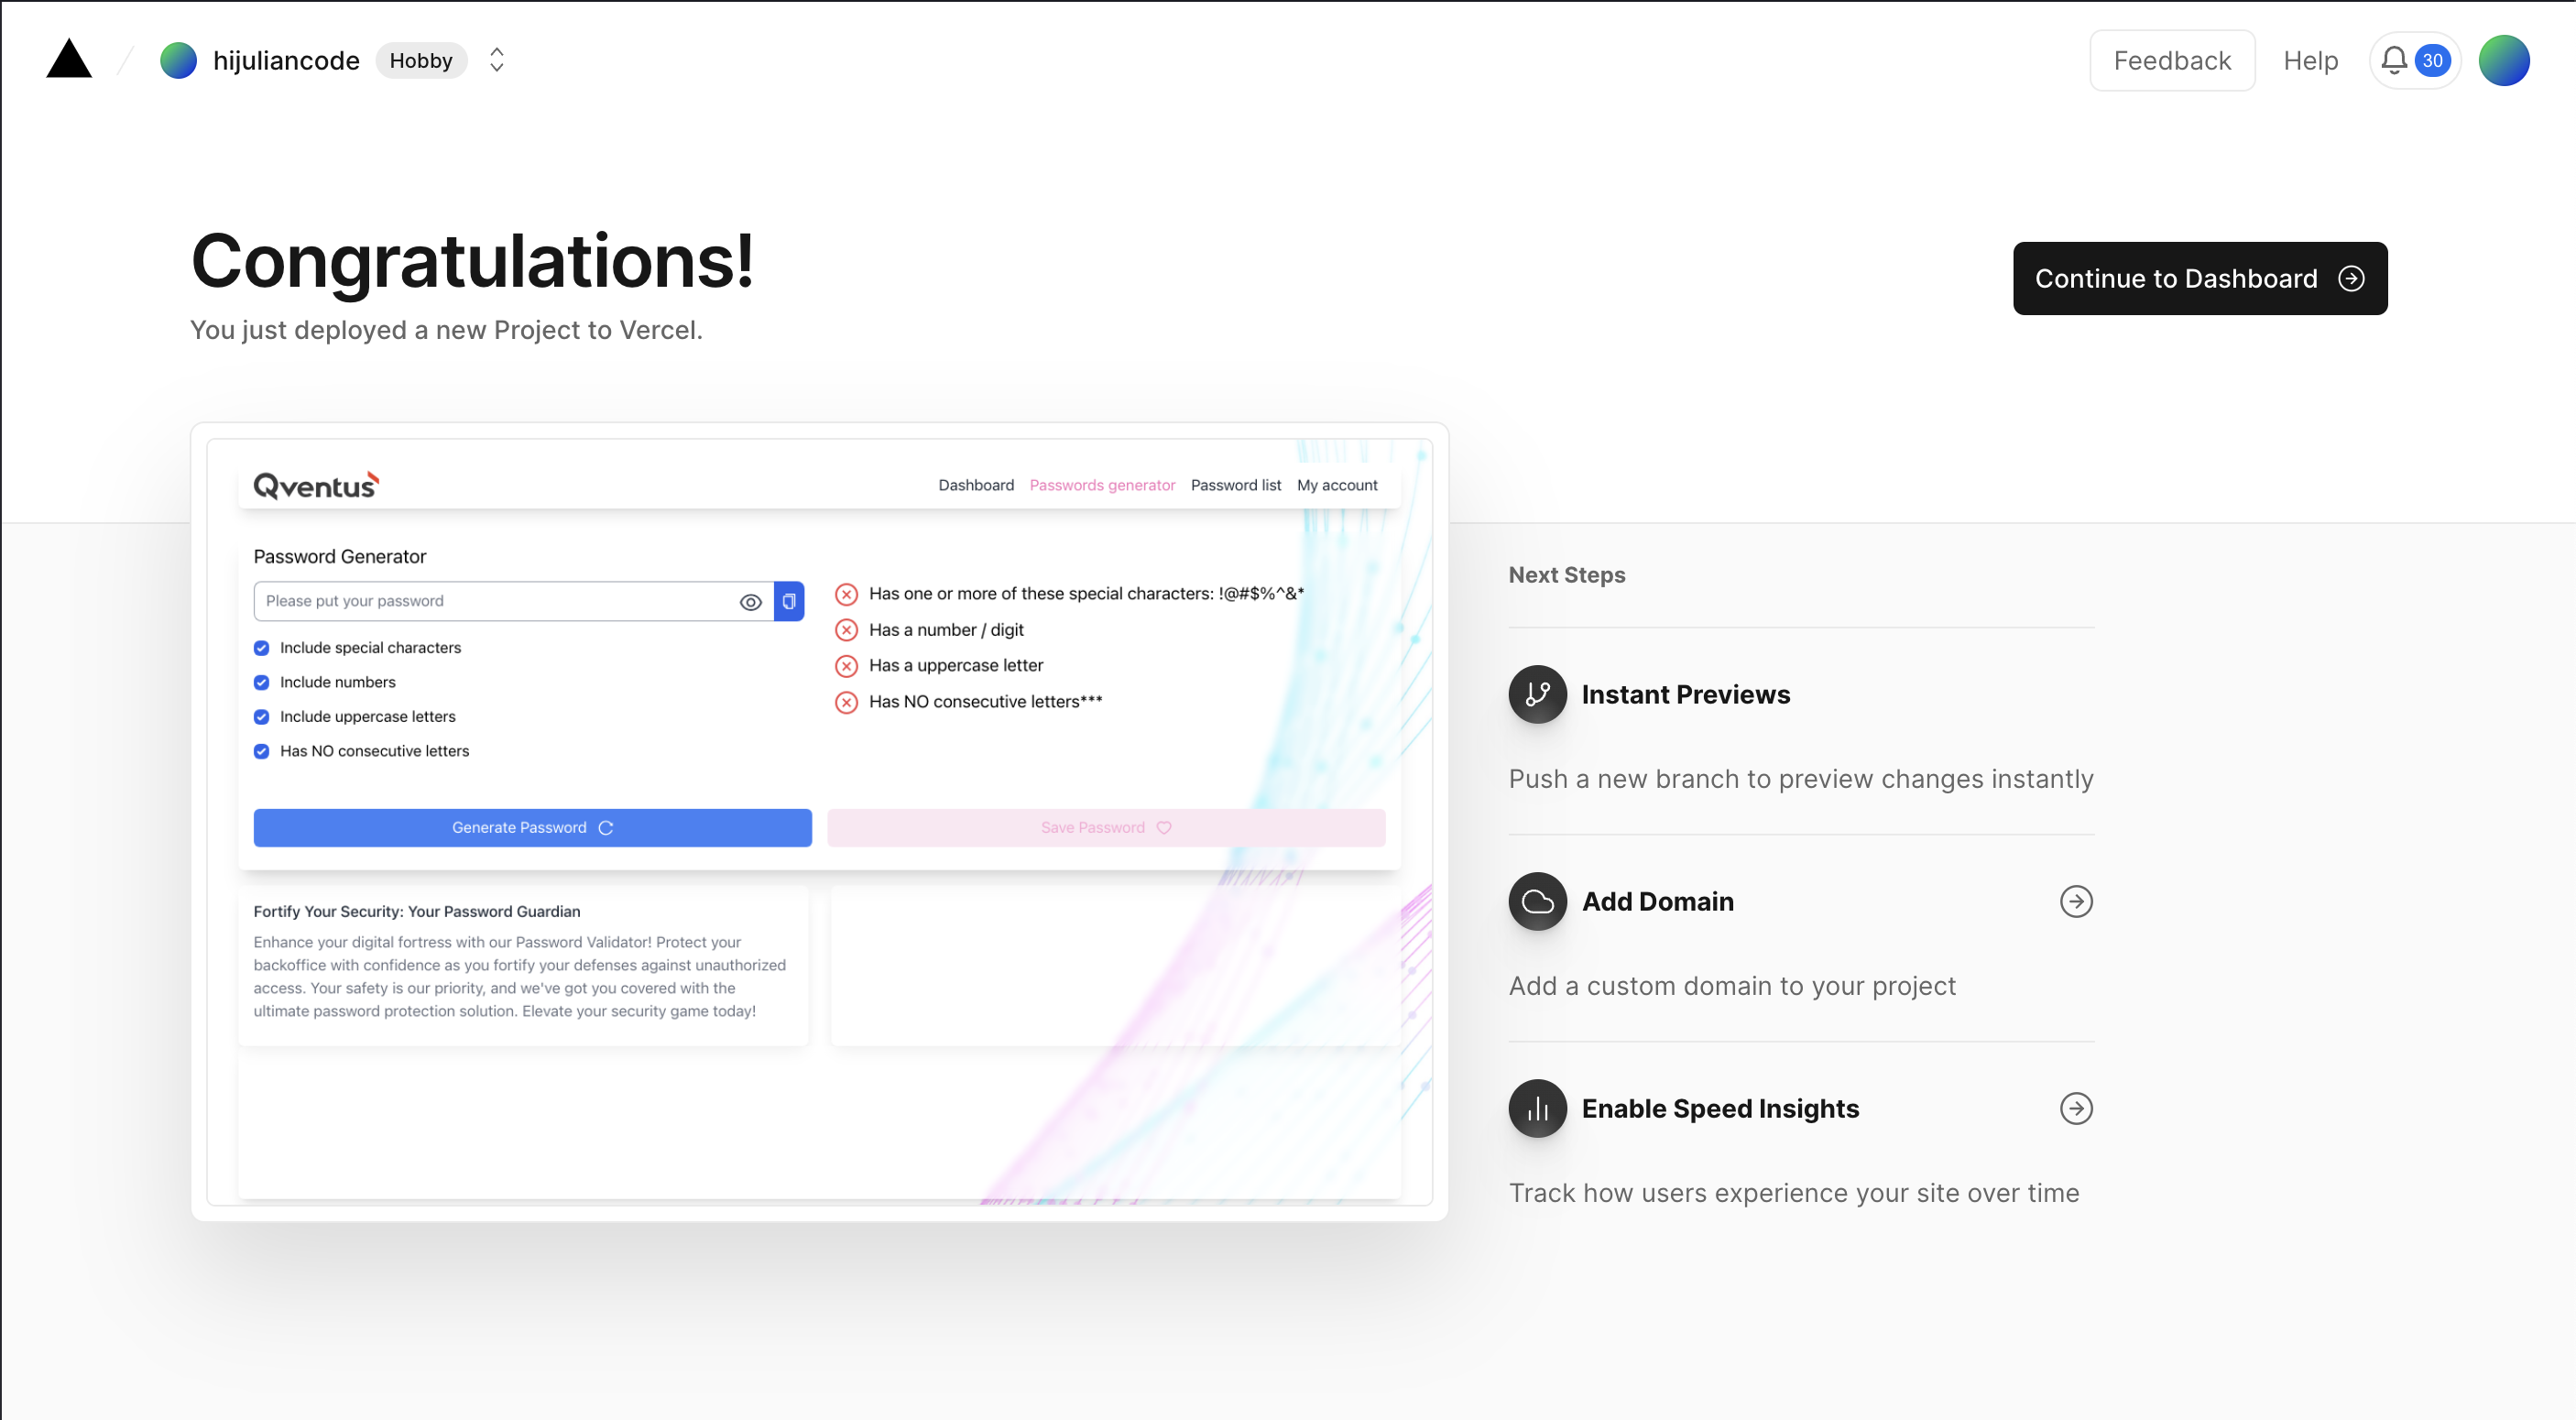 hijuliancode Hobby
Feedback Help 30
Congratulations!
You just deployed a new Project to Vercel.
Continue to Dashboard
Qventus
Dashboard Passwords generator Password list My account
Password Generator
Please put your password
Include special characters
Include numbers
Include uppercase letters
Has NO consecutive letters
Has one or more of these special characters: !@#$%^&*
Has a number / digit
Has a uppercase letter
Has NO consecutive letters***
Generate Password
Save Password
Fortify Your Security: Your Password Guardian
Enhance your digital fortress with our Password Validator! Protect your
backoffice with confidence as you fortify your defenses against unauthorized
access. Your safety is our priority, and we've got you covered with the
ultimate password protection solution. Elevate your security game today!
Next Steps
Instant Previews
Push a new branch to preview changes instantly
Add Domain
Add a custom domain to your project
Enable Speed Insights
Track how users experience your site over time